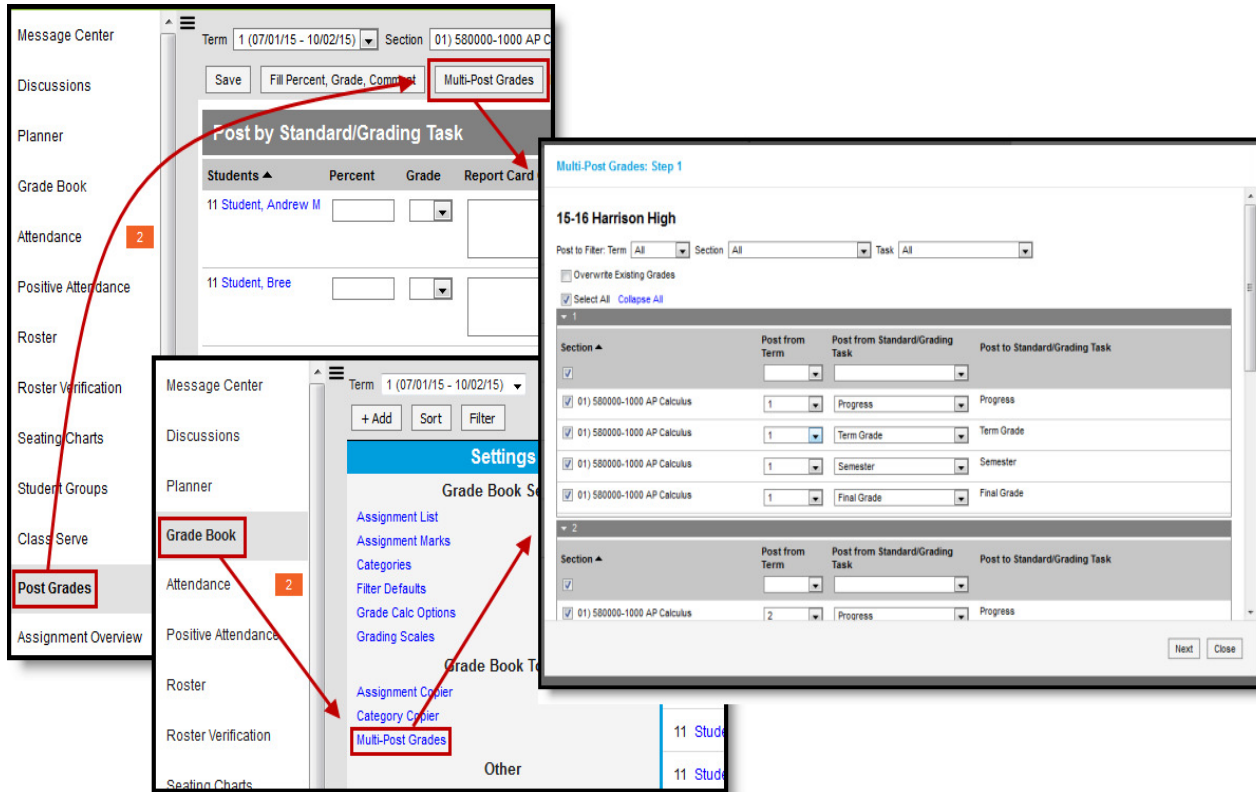 Message Center
Discussions
Planner
Grade Book
Attendance 2
Positive Attendance
Roster
Roster Verification
Seating Charts
Student Groups
Class Serve
Post Grades
Assignment Overview
Term 1 (07/01/15 - 10/02/15) Section 01) 580000-1000 AP C
Save Fill Percent, Grade, Comment Multi-Post Grades
Post by Standard/Grading Task
Students Percent Grade Report Card
11 Student, Andrew M
11 Student, Bree
Message Center
Discussions
Planner
Grade Book
Attendance 2
Positive Attendance
Roster
Roster Verification
Seating Charts
Term 1 (07/01/15 - 10/02/15)
+ Add Sort Filter
Settings
Grade Book Se
Assignment List
Assignment Marks
Categories
Filter Defaults
Grade Calc Options
Grading Scales
Grade Book To
Assignment Copier
Category Copier
Multi-Post Grades
Other
11 Stude
11 Stude
Multi-Post Grades: Step 1
15-16 Harrison High
Post to Filter: Term All Section All Task All
Overwrite Existing Grades
Select All Collapse All
1
Section Post from Term Post from Standard/Grading Task Post to Standard/Grading Task
01) 580000-1000 AP Calculus 1 Progress Progress
01) 580000-1000 AP Calculus 1 Term Grade Term Grade
01) 580000-1000 AP Calculus 1 Semester Semester
01) 580000-1000 AP Calculus 1 Final Grade Final Grade
2
Section Post from Term Post from Standard/Grading Task Post to Standard/Grading Task
01) 580000-1000 AP Calculus 2 Progress Progress
Next Close